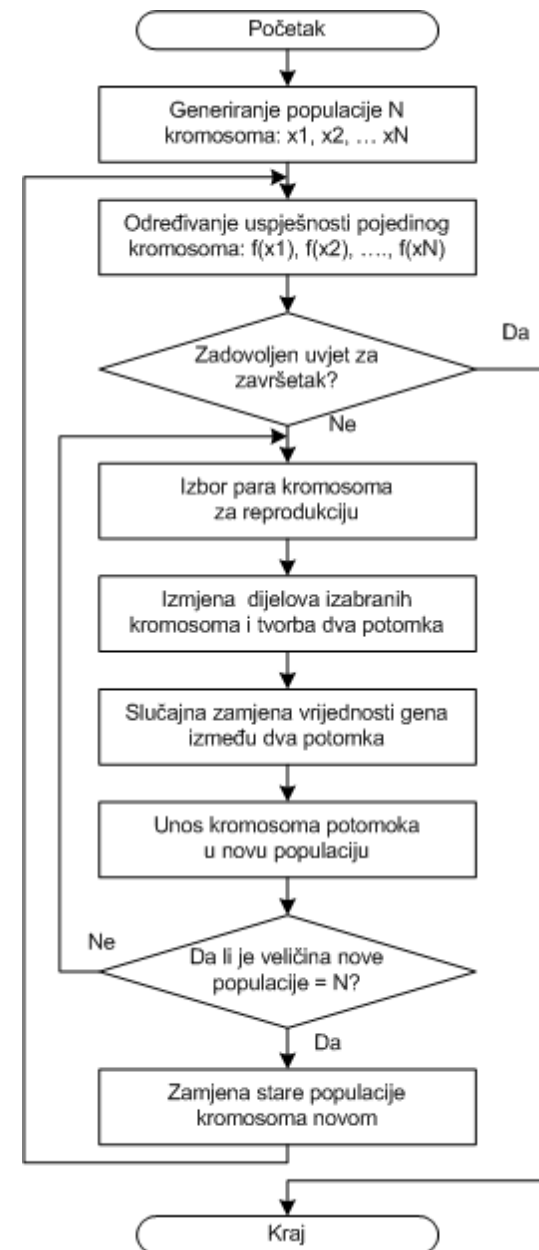 Početak
Generiranje populacije N
kromosoma: x1, x2, ... xN
Određivanje uspješnosti pojedinog
kromosoma: f(x1), f(x2), ...., f(xN)
Da
Zadovoljen uvjet za
završetak?
Ne
Izbor para kromosoma
za reprodukciju
Izmjena dijelova izabranih
kromosoma i tvorba dva potomka
Slučajna zamjena vrijednosti gena
između dva potomka
Unos kromosoma potomoka
u novu populaciju
Ne
Da li je veličina nove
populacije = N?
Da
Zamjena stare populacije
kromosoma novom
Kraj